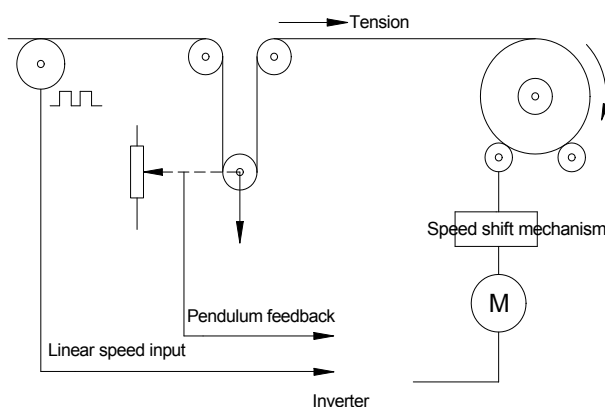 Tension
Speed shift mechanism
M
Pendulum feedback
Linear speed input
Inverter